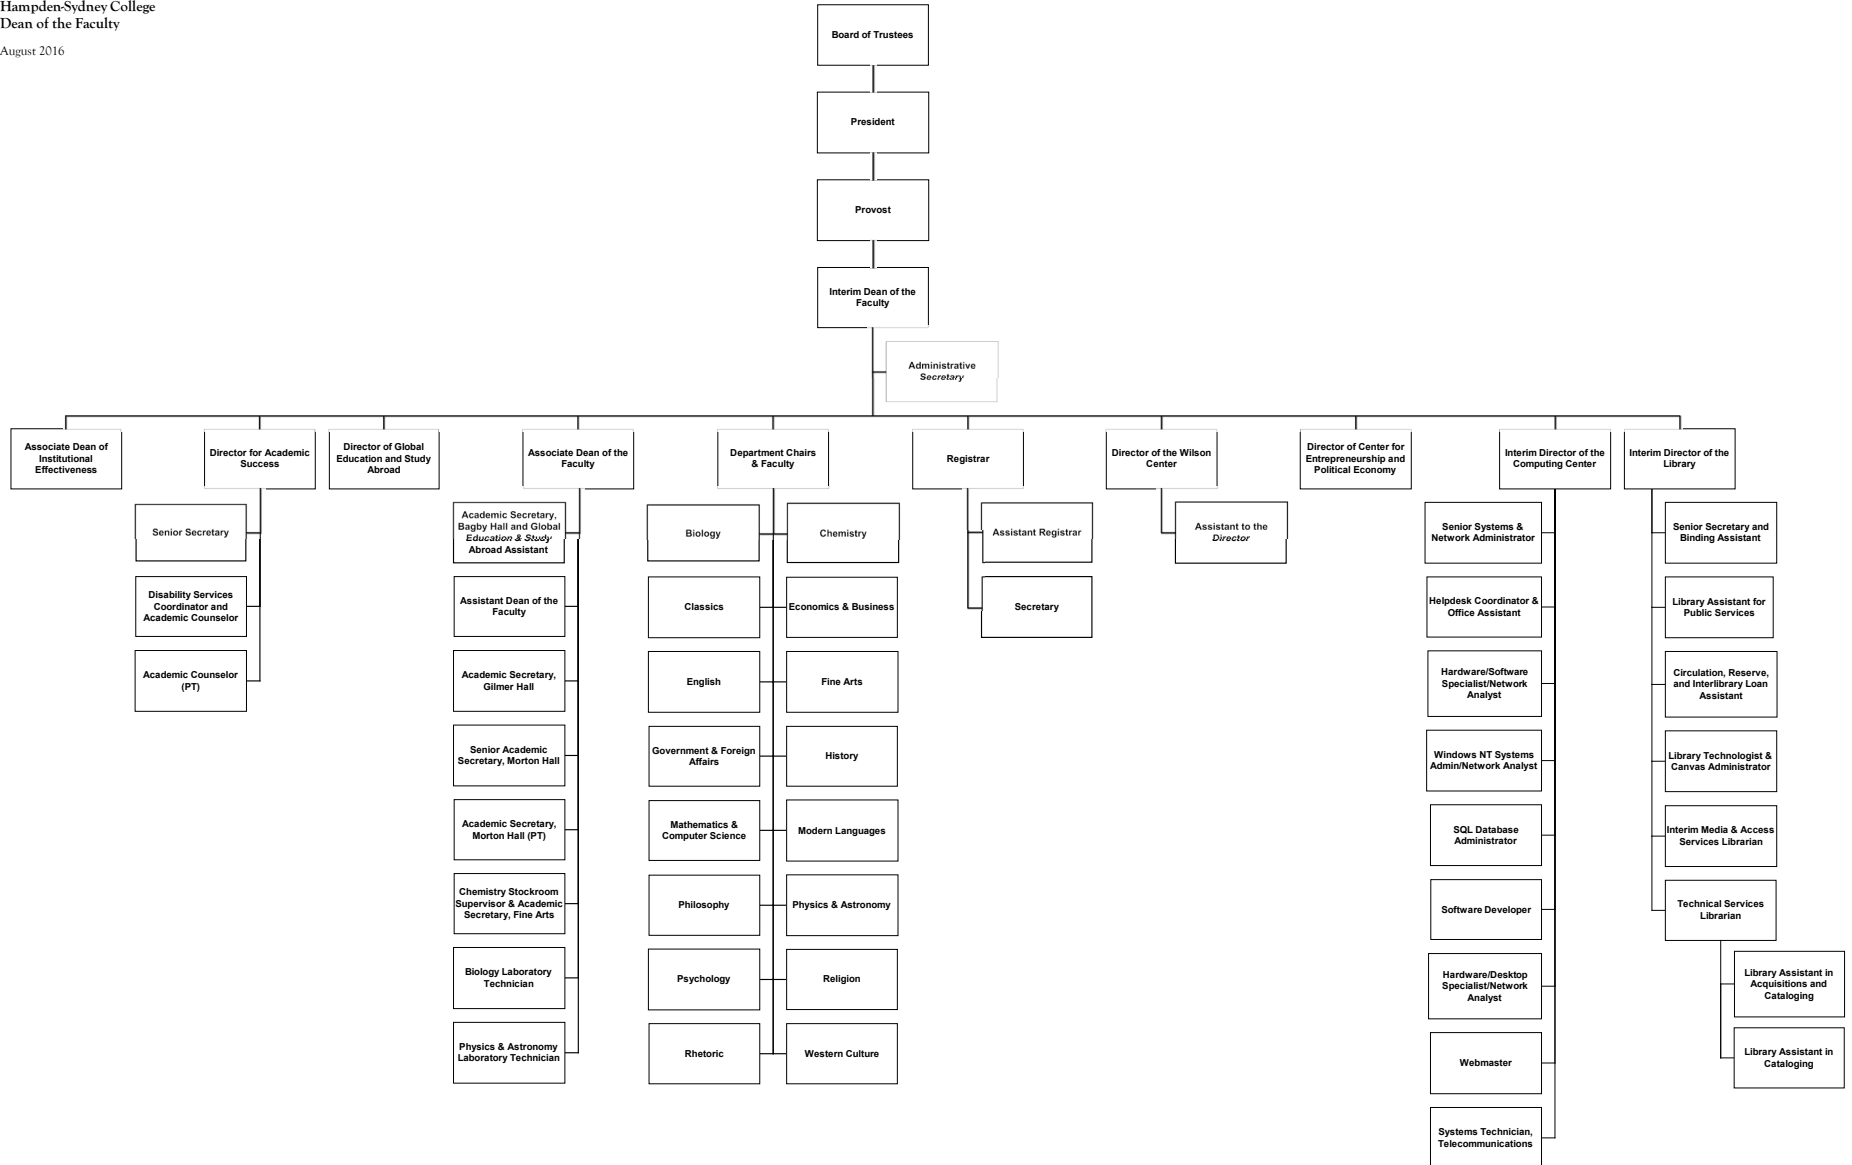 Hampden-Sydney College
Dean of the Faculty
August 2016
Board of Trustees
President
Provost
Interim Dean of the
Faculty
Administrative
Secretary
Associate Dean of
Institutional
Effectiveness
Director for Academic
Success
Director of Global
Education and Study
Abroad
Associate Dean of the
Faculty
Department Chairs
& Faculty
Registrar
Director of the Wilson
Center
Director of Center for
Entrepreneurship and
Political Economy
Interim Director of the
Computing Center
Interim Director of the
Library
Senior Secretary
Disability Services
Coordinator and
Academic Counselor
Academic Counselor
(PT)
Academic Secretary,
Bagby Hall and Global
Education & Study
Abroad Assistant
Assistant Dean of the
Faculty
Academic Secretary,
Gilmer Hall
Senior Academic
Secretary, Morton Hall
Academic Secretary,
Morton Hall (PT)
Chemistry Stockroom
Supervisor & Academic
Secretary, Fine Arts
Biology Laboratory
Technician
Physics & Astronomy
Laboratory Technician
Biology
Chemistry
Classics
Economics & Business
English
Fine Arts
Government & Foreign
Affairs
History
Mathematics &
Computer Science
Modern Languages
Philosophy
Physics & Astronomy
Psychology
Religion
Rhetoric
Western Culture
Assistant Registrar
Secretary
Assistant to the
Director
Senior Systems &
Network Administrator
Helpdesk Coordinator &
Office Assistant
Hardware/Software
Specialist/Network
Analyst
Windows NT Systems
Admin/Network Analyst
SQL Database
Administrator
Software Developer
Hardware/Desktop
Specialist/Network
Analyst
Webmaster
Systems Technician,
Telecommunications
Senior Secretary and
Binding Assistant
Library Assistant for
Public Services
Circulation, Reserve,
and Interlibrary Loan
Assistant
Library Technologist &
Canvas Administrator
Interim Media & Access
Services Librarian
Technical Services
Librarian
Library Assistant in
Acquisitions and
Cataloging
Library Assistant in
Cataloging